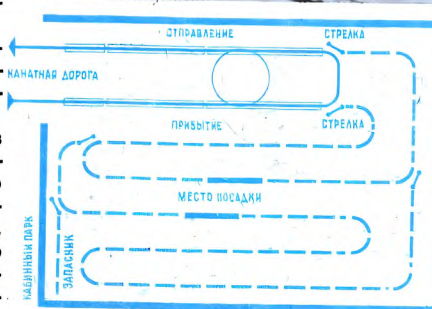 ОТПРАВЛЕНИЕ
СТРЕЛКА
КАНАТНАЯ ДОРОГА
ПРИБЫТИЕ
СТРЕЛКА
МЕСТО ПОСАДКИ
КАБИННЫЙ ПАРК
ЗАПАСНИК